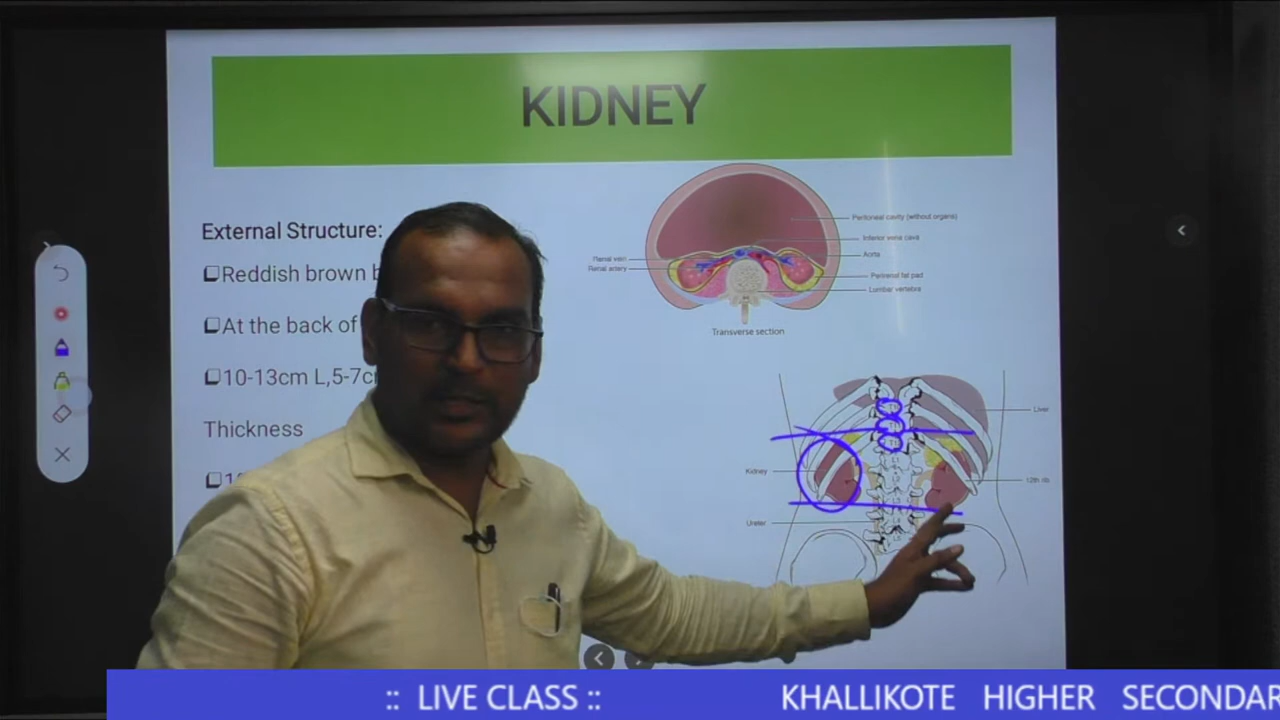 KIDNEY
External Structure:
Reddish brown
At the back of
10-13cm L,5-7c
Thickness
Peritoneal cavity (without organs)
Inferior vena cava
Aorta
Renal vein
Renal artery
Perirenal fat pad
Lumbar vertebra
Transverse section
Liver
Kidney
12th rib
Ureter
:: LIVE CLASS :: KHALLIKOTE HIGHER SECONDAR